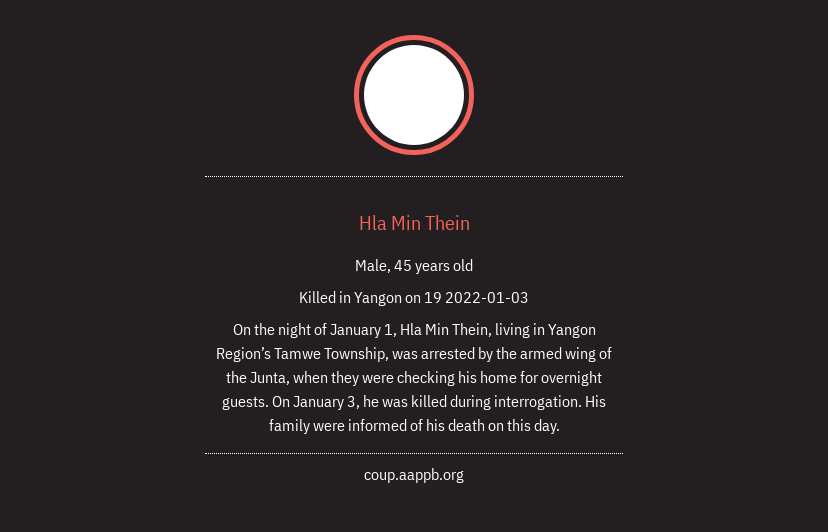 Hla Min Thein
Male, 45 years old
Killed in Yangon on 19 2022-01-03
On the night of January 1, Hla Min Thein, living in Yangon
Region’s Tamwe Township, was arrested by the armed wing of
the Junta, when they were checking his home for overnight
guests. On January 3, he was killed during interrogation. His
family were informed of his death on this day.
coup.aappb.org